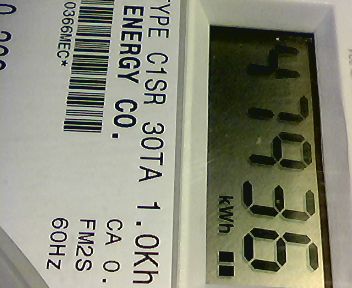 47936
kWh
TYPE C1SR 30TA 1.0Kh
ENERGY CO.
CA 0.
FM2S
60HZ
0366MEC*